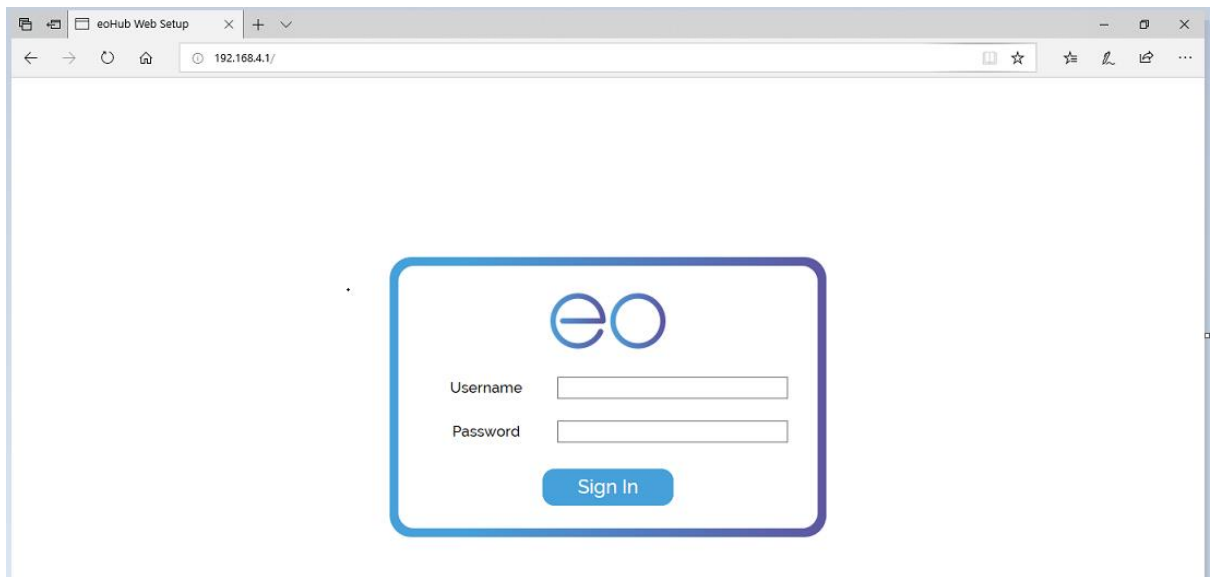 eoHub Web Setup
192.168.4.1/
eo
Username
Password
Sign In